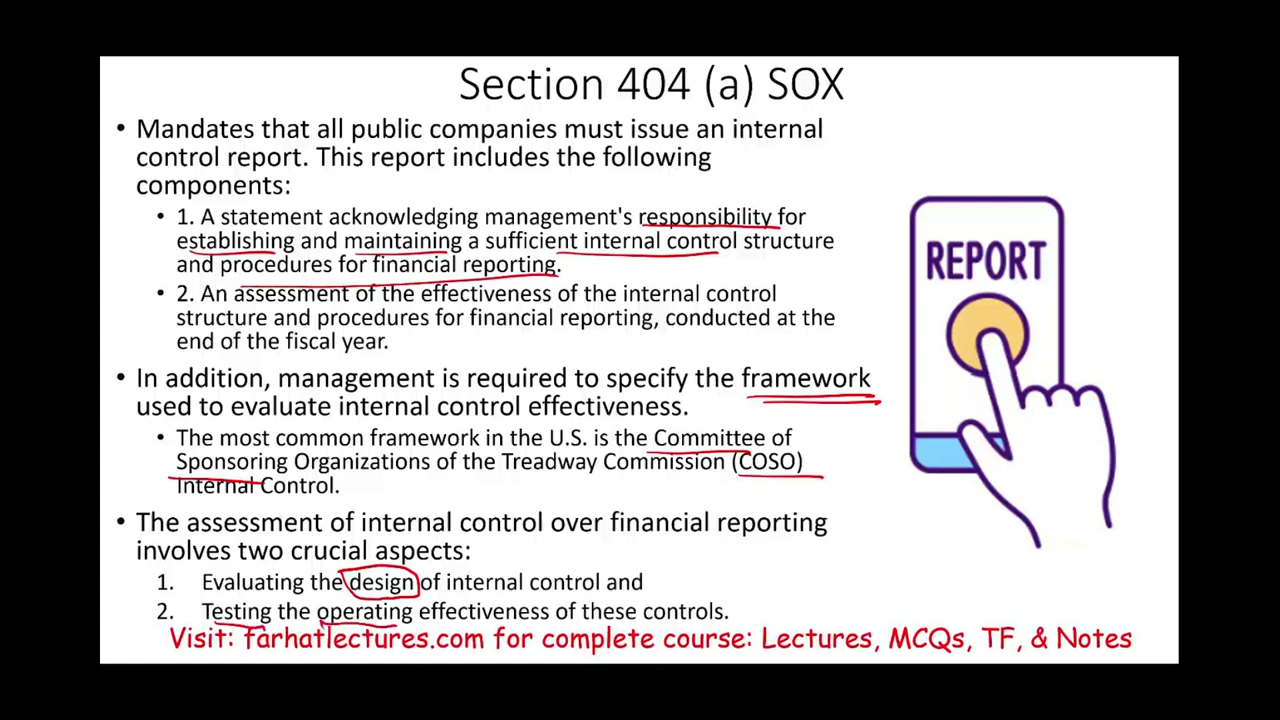 Section 404 (a) SOX
• Mandates that all public companies must issue an internal
control report. This report includes the following
components:
• 1. A statement acknowledging management's responsibility for
establishing and maintaining a sufficient internal control structure
and procedures for financial reporting.
• 2. An assessment of the effectiveness of the internal control
structure and procedures for financial reporting, conducted at the
end of the fiscal year.
• In addition, management is required to specify the framework
used to evaluate internal control effectiveness.
• The most common framework in the U.S. is the Committee of
Sponsoring Organizations of the Treadway Commission (COSO)
Internal Control.
• The assessment of internal control over financial reporting
involves two crucial aspects:
1. Evaluating the design of internal control and
2. Testing the operating effectiveness of these controls.
Visit: farhatlectures.com for complete course: Lectures, MCQs, TF, & Notes
REPORT